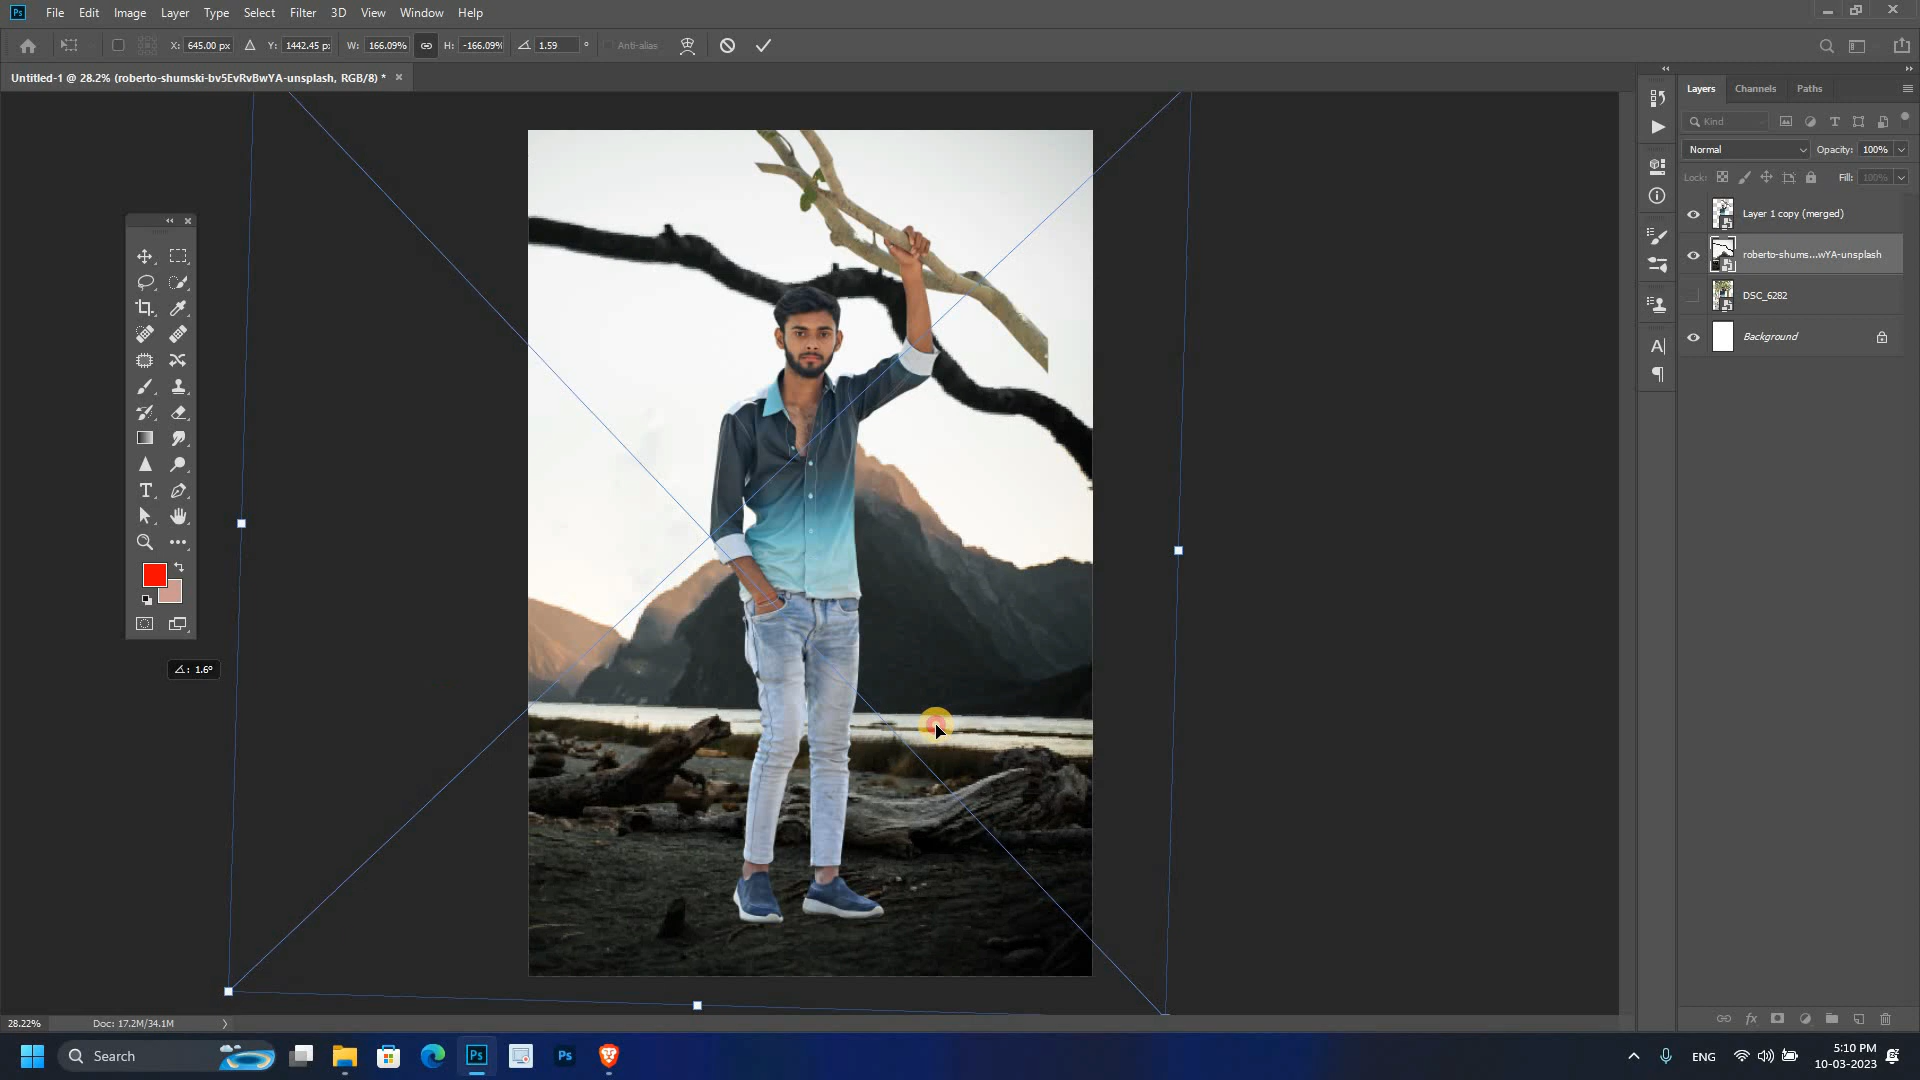 Ps File Edit Image Layer Type Select Filter 3D View Window Help
X: 645.00 px Y: 1442.45 p: W: 166.09% H: -166.09% 1.59 ° Anti-alias
Untitled-1 @ 28.2% (roberto-shumski-bv5EvRvBwYA-unsplash, RGB/8) * ×
Layers Channels Paths
Kind
Normal Opacity: 100%
Lock: Fill: 100%
Layer 1 copy (merged)
roberto-shums...wYA-unsplash
DSC_6282
Background
: 1.6°
28.22% Doc: 17.2M/34.1M
Search Ps Ps ENG 5:10 PM
10-03-2023